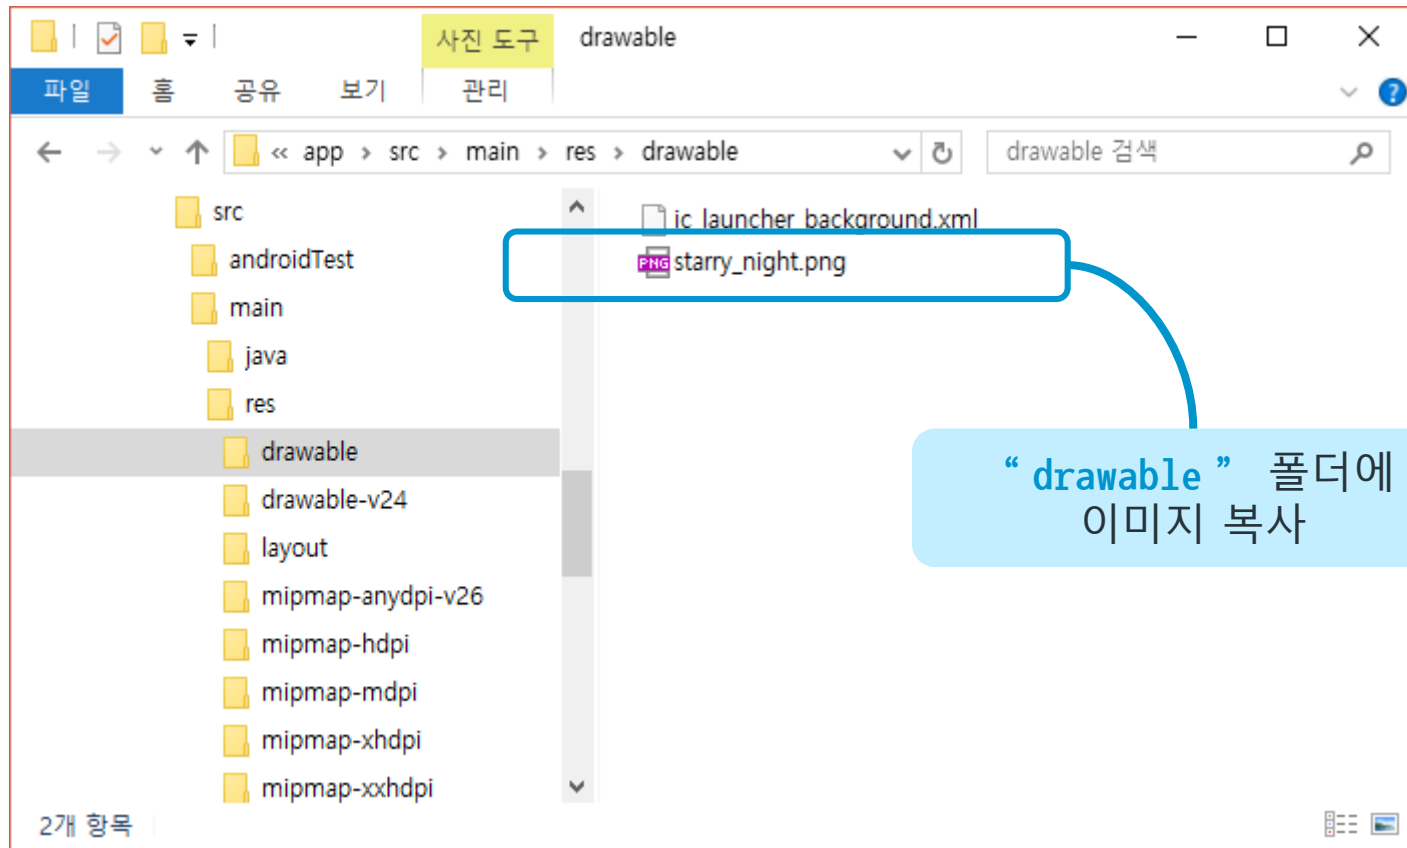 사진 도구 drawable
파일 홈 공유 보기 관리
« app > src > main > res > drawable
drawable 검색
src
androidTest
main
java
res
drawable
drawable-v24
layout
mipmap-anydpi-v26
mipmap-hdpi
mipmap-mdpi
mipmap-xhdpi
mipmap-xxhdpi
ic_launcher_background.xml
PNG starry_night.png
“ drawable ” 폴더에
이미지 복사
2개 항목